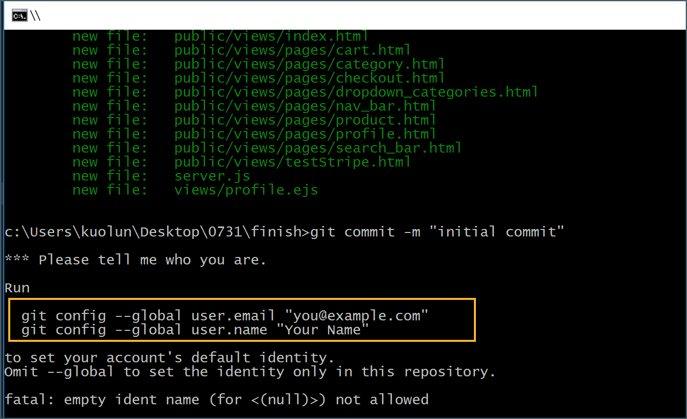 C:\. \\
new file: public/views/index.html
new file: public/views/pages/cart.html
new file: public/views/pages/category.html
new file: public/views/pages/checkout.html
new file: public/views/pages/dropdown_categories.html
new file: public/views/pages/nav_bar.html
new file: public/views/pages/product.html
new file: public/views/pages/profile.html
new file: public/views/pages/search_bar.html
new file: public/views/testStripe.html
new file: server.js
new file: views/profile.ejs
c:\Users\kuolun\Desktop\0731\finish>git commit -m "initial commit"
*** Please tell me who you are.
Run
git config --global user.email "you@example.com"
git config --global user.name "Your Name"
to set your account's default identity.
Omit --global to set the identity only in this repository.
fatal: empty ident name (for <(null)>) not allowed